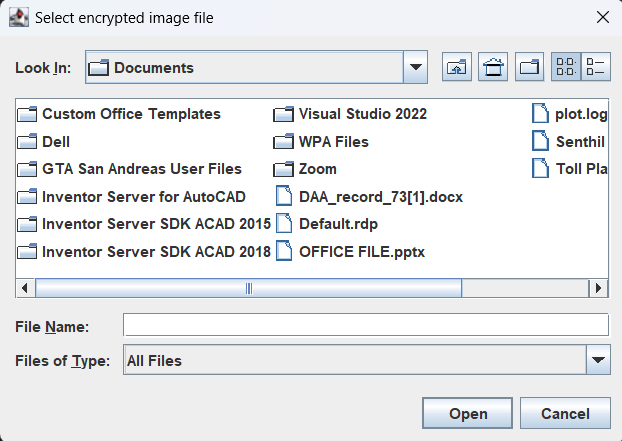 Select encrypted image file
Look In:
Documents
Custom Office Templates
Dell
GTA San Andreas User Files
Inventor Server for AutoCAD
Inventor Server SDK ACAD 2015
Inventor Server SDK ACAD 2018
Visual Studio 2022
WPA Files
Zoom
DAA_record_73[1].docx
Default.rdp
OFFICE FILE.pptx
plot.log
Senthil
Toll Pla
File Name:
Files of Type:
All Files
Open
Cancel